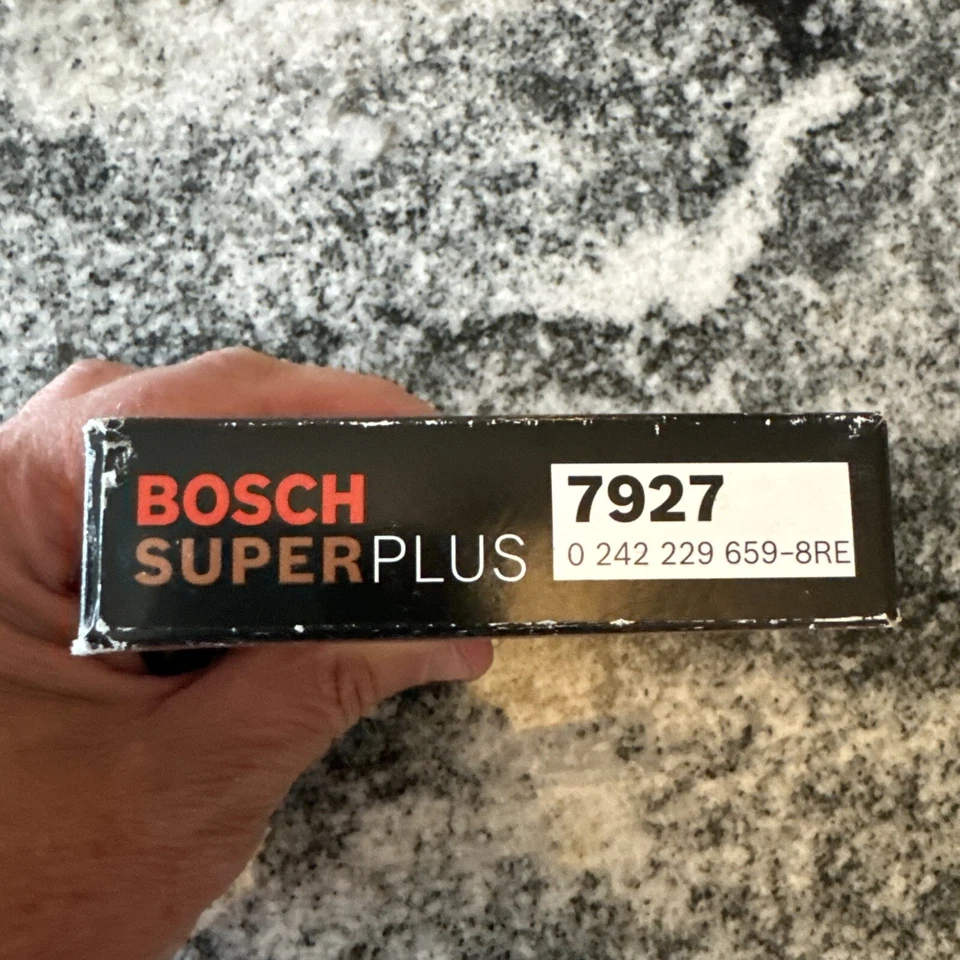 BOSCH
SUPERPLUS
7927
0 242 229 659-8RE